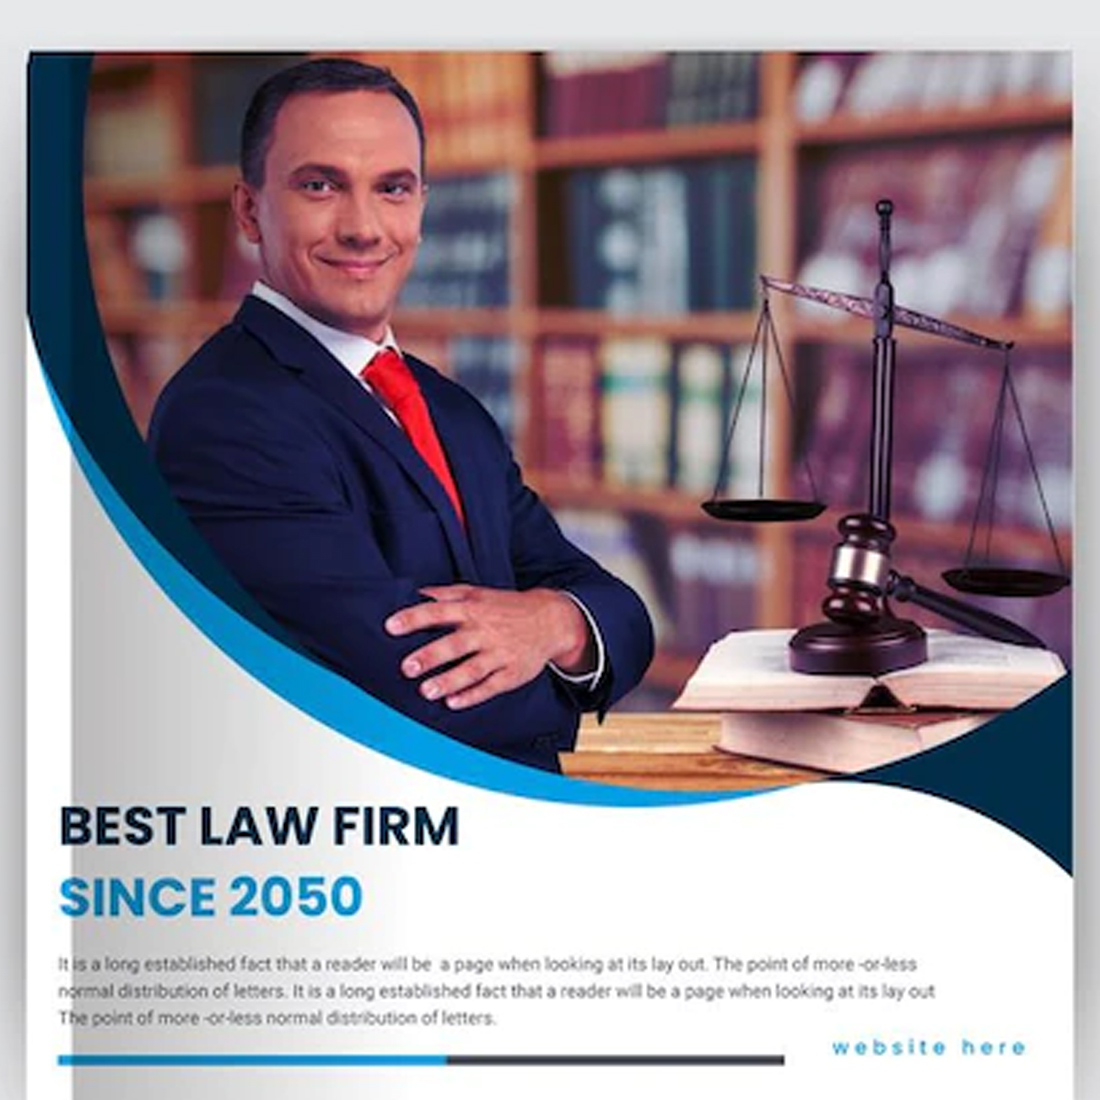 BEST LAW FIRM
SINCE 2050
It is a long established fact that a reader will be a page when looking at its lay out. The point of more -or-less
normal distribution of letters. It is a long established fact that a reader will be a page when looking at its lay out
The point of more -or-less normal distribution of letters.
website here